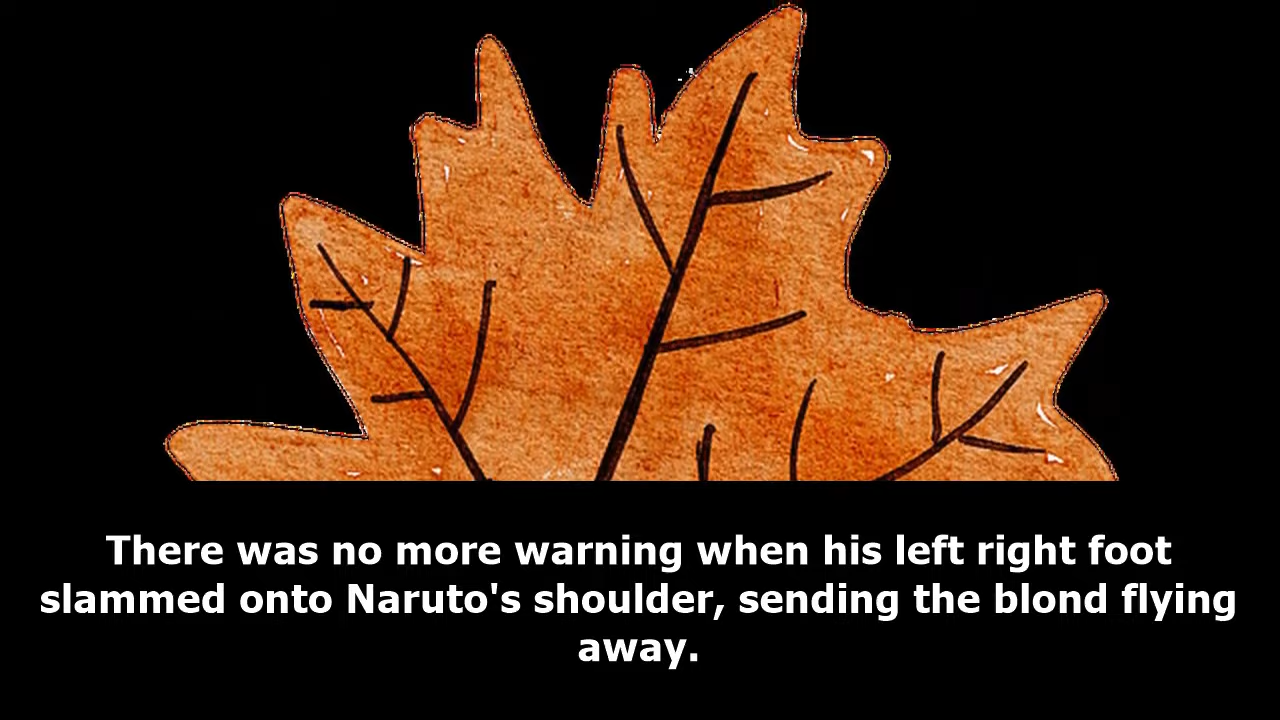 There was no more warning when his left right foot
slammed onto Naruto's shoulder, sending the blond flying
away.